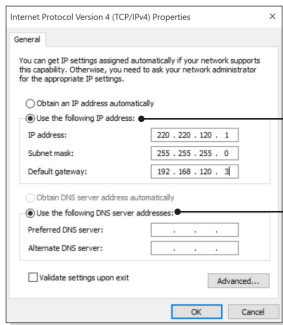 Internet Protocol Version 4 (TCP/IPv4) Properties
General
You can get IP settings assigned automatically if your network supports
this capability. Otherwise, you need to ask your network administrator
for the appropriate IP settings.
Obtain an IP address automatically
Use the following IP address:
IP address: 220 . 220 . 120 . 1
Subnet mask: 255 . 255 . 255 . 0
Default gateway: 192 . 168 . 120 . 3
Obtain DNS server address automatically
Use the following DNS server addresses:
Preferred DNS server: . . .
Alternate DNS server: . . .
Validate settings upon exit
Advanced...
OK Cancel